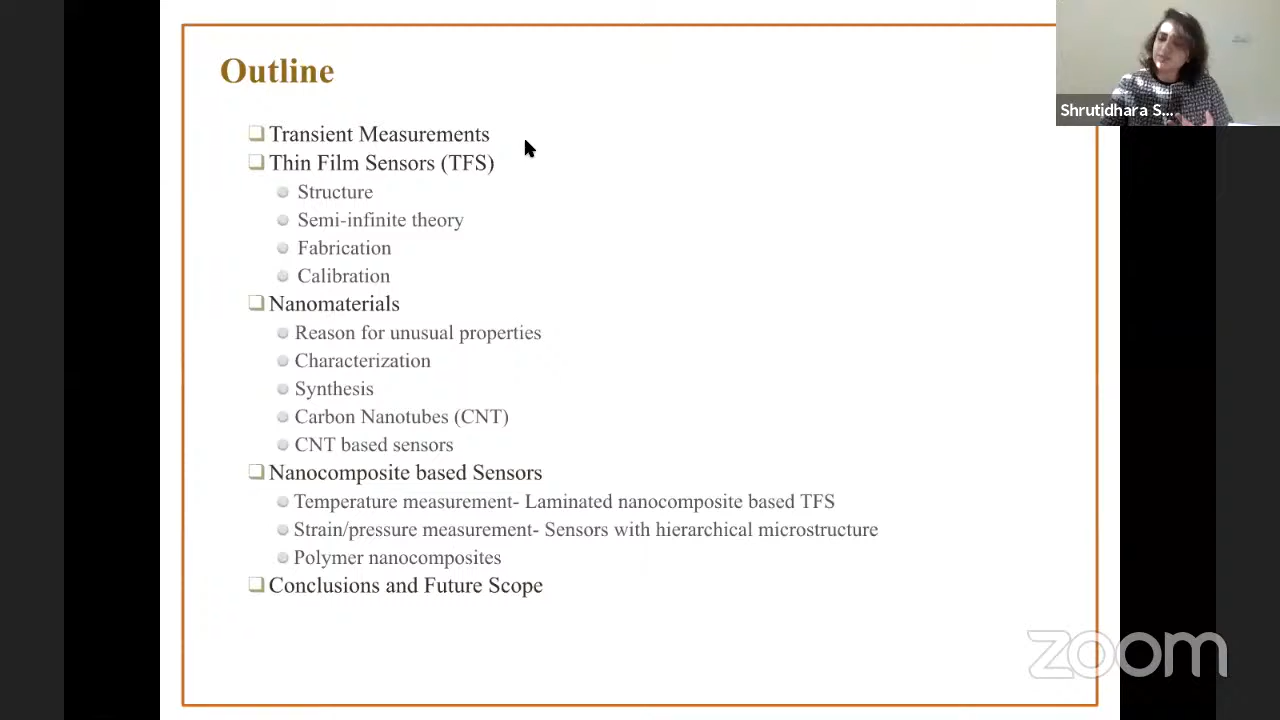 Outline
Transient Measurements
Thin Film Sensors (TFS)
Structure
Semi-infinite theory
Fabrication
Calibration
Nanomaterials
Reason for unusual properties
Characterization
Synthesis
Carbon Nanotubes (CNT)
CNT based sensors
Nanocomposite based Sensors
Temperature measurement- Laminated nanocomposite based TFS
Strain/pressure measurement- Sensors with hierarchical microstructure
Polymer nanocomposites
Conclusions and Future Scope
Shrutidhara S...
zoom